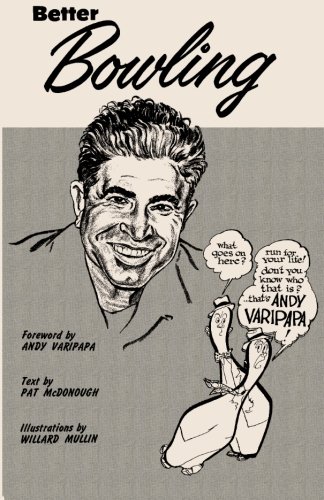 Better
Bowling
what
goes on
here?
run for
your life!
don't you
know who
that is?
..that's ANDY
VARIPAPA!
Foreword by
ANDY VARIPAPA
Text by
PAT McDONOUGH
Illustrations by
WILLARD MULLIN